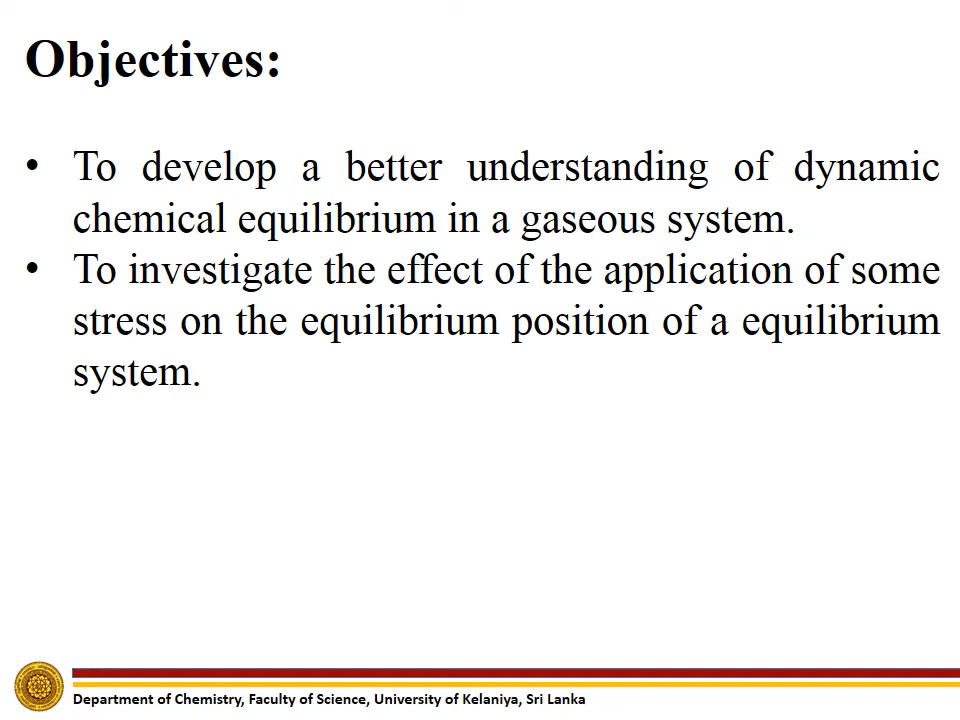 Objectives:
• To develop a better understanding of dynamic
chemical equilibrium in a gaseous system.
• To investigate the effect of the application of some
stress on the equilibrium position of a equilibrium
system.
Department of Chemistry, Faculty of Science, University of Kelaniya, Sri Lanka